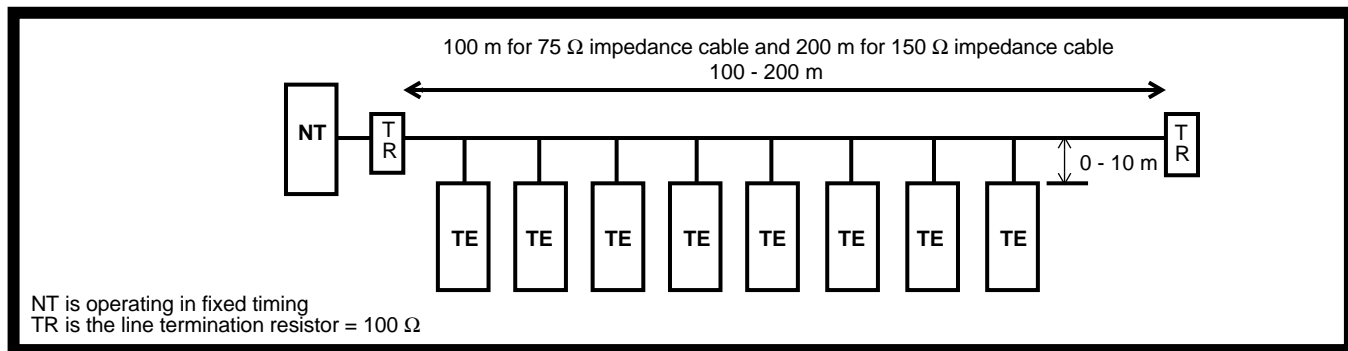 100 m for 75 Ω impedance cable and 200 m for 150 Ω impedance cable
100 - 200 m
NT
T
R
T
R
0 - 10 m
TE TE TE TE TE TE TE TE
NT is operating in fixed timing
TR is the line termination resistor = 100 Ω